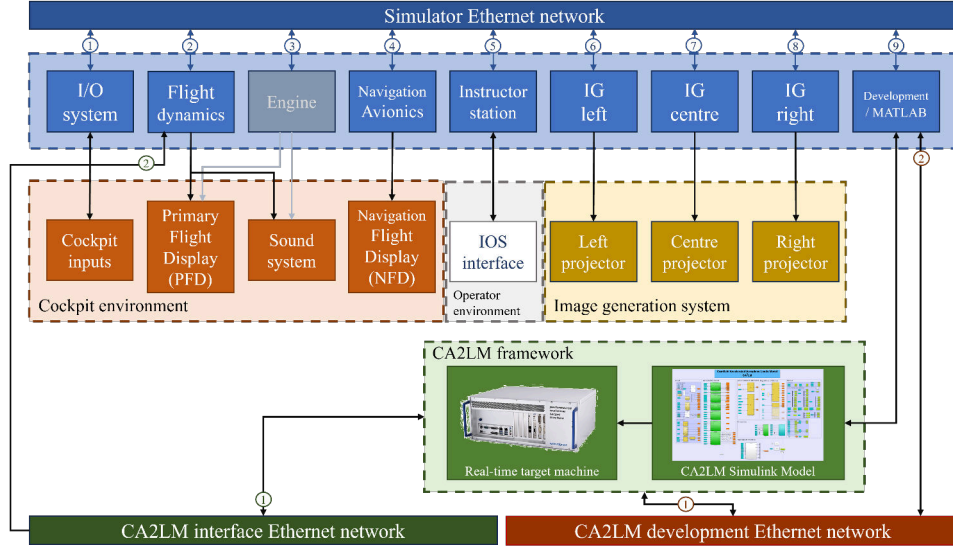 Simulator Ethernet network
1
2
3
4
5
6
7
8
9
I/O
system
Flight
dynamics
Engine
Navigation
Avionics
Instructor
station
IG
left
IG
centre
IG
right
Development
/ MATLAB
2
2
Cockpit
inputs
Primary
Flight
Display
(PFD)
Sound
system
Navigation
Flight
Display
(NFD)
IOS
interface
Left
projector
Centre
projector
Right
projector
Cockpit environment
Operator
environment
Image generation system
CA2LM framework
Real-time target machine
CA2LM Simulink Model
1
1
CA2LM interface Ethernet network
CA2LM development Ethernet network